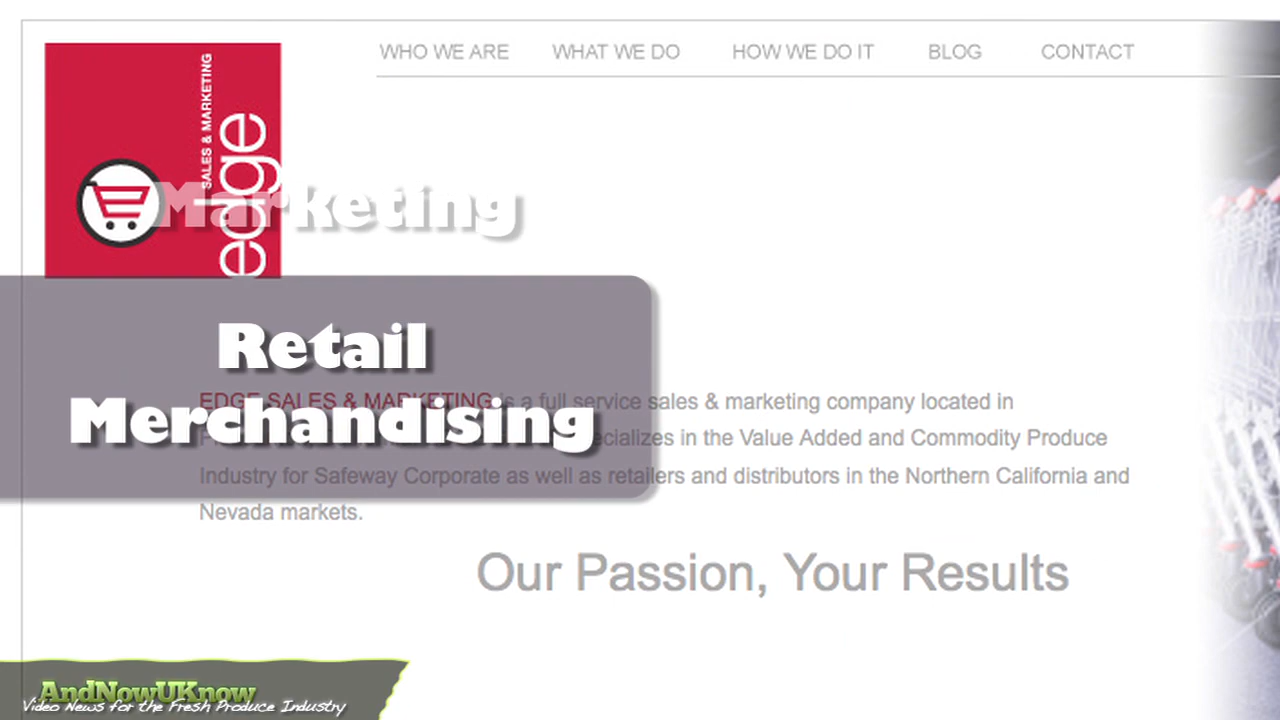 WHO WE ARE WHAT WE DO HOW WE DO IT BLOG CONTACT
SALES & MARKETING
edge
Marketing
Retail
Merchandising
EDGE SALES & MARKETING is a full service sales & marketing company located in
specializes in the Value Added and Commodity Produce
Industry for Safeway Corporate as well as retailers and distributors in the Northern California and
Nevada markets.
Our Passion, Your Results
AndNowUKnow
Video News for the Fresh Produce Industry